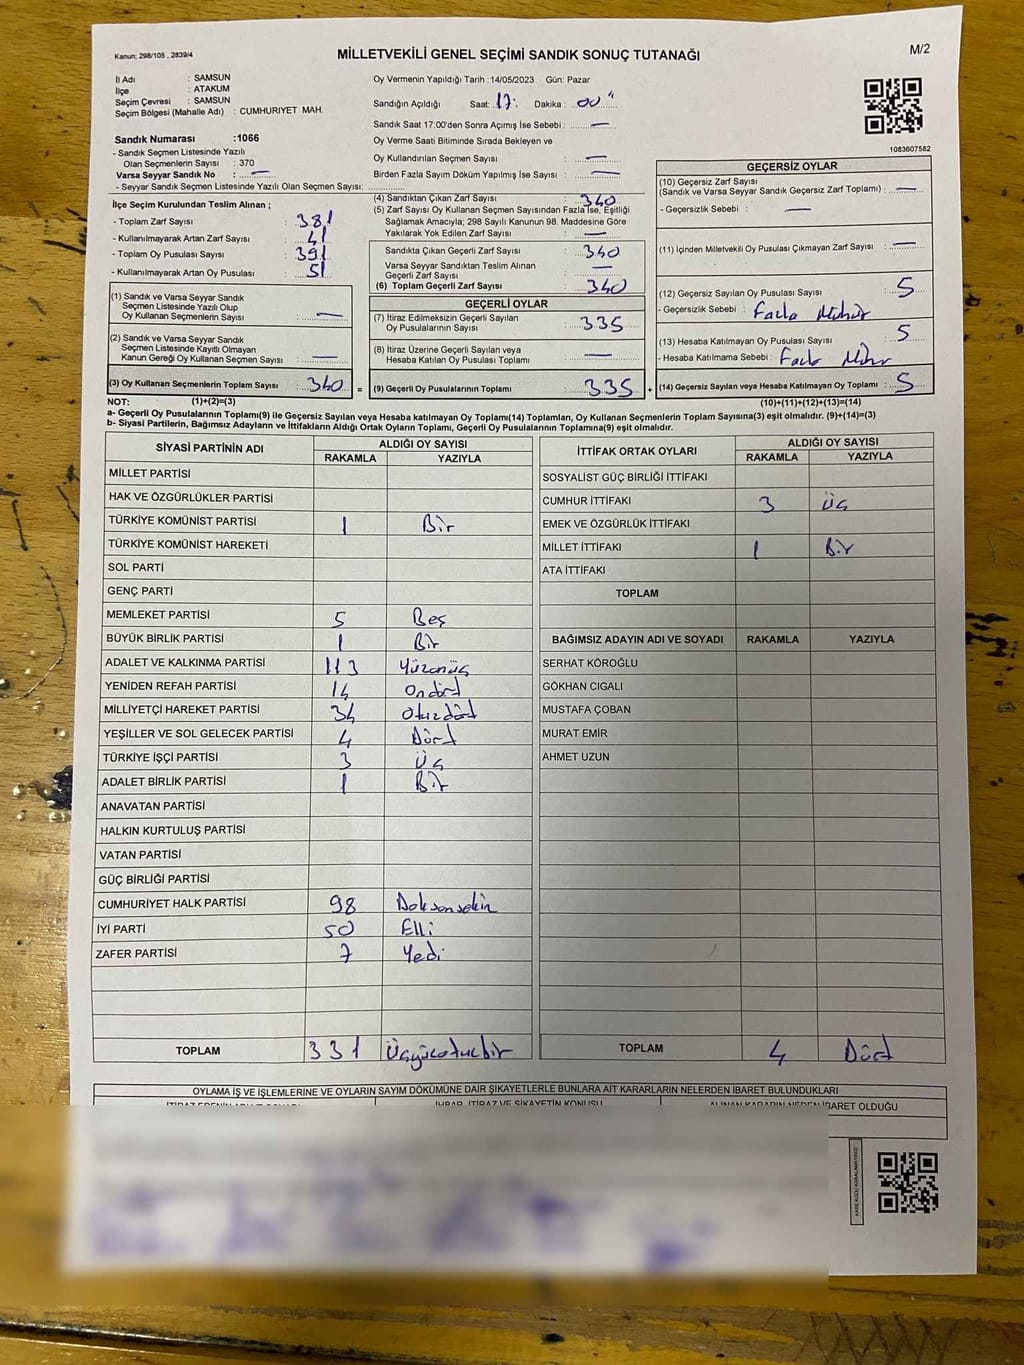 Kanun: 298/105 , 2839/4
MİLLETVEKİLİ GENEL SEÇİMİ SANDIK SONUÇ TUTANAĞI
M/2
İl Adı : SAMSUN
İlçe : ATAKUM
Seçim Çevresi : SAMSUN
Seçim Bölgesi (Mahalle Adı) : CUMHURIYET MAH.
Sandık Numarası :1066
- Sandık Seçmen Listesinde Yazılı
Olan Seçmenlerin Sayısı : 370
Varsa Seyyar Sandık No : —
- Seyyar Sandık Seçmen Listesinde Yazılı Olan Seçmen Sayısı:
Oy Vermenin Yapıldığı Tarih : 14/05/2023 Gün: Pazar
Sandığın Açıldığı Saat: 17: Dakika : 00
Sandık Saat 17:00'den Sonra Açımış İse Sebebi : —
Oy Verme Saati Bitiminde Sırada Bekleyen ve
Oy Kullandırılan Seçmen Sayısı : —
Birden Fazla Sayım Döküm Yapılmış İse Sayısı : —
1083607582
İlçe Seçim Kurulundan Teslim Alınan ;
- Toplam Zarf Sayısı : 381
- Kullanılmayarak Artan Zarf Sayısı : 41
- Toplam Oy Pusulası Sayısı : 391
- Kullanılmayarak Artan Oy Pusulası : 51
(1) Sandık ve Varsa Seyyar Sandık
Seçmen Listesinde Yazılı Olup
Oy Kullanan Seçmenlerin Sayısı : —
(2) Sandık ve Varsa Seyyar Sandık
Seçmen Listesinde Kayıtlı Olmayan
Kanun Gereği Oy Kullanan Seçmen Sayısı : —
(3) Oy Kullanan Seçmenlerin Toplam Sayısı : 340 =
(4) Sandıktan Çıkan Zarf Sayısı : 340
(5) Zarf Sayısı Oy Kullanan Seçmen Sayısından Fazla İse, Eşitliği
Sağlamak Amacıyla; 298 Sayılı Kanunun 98. Maddesine Göre
Yakılarak Yok Edilen Zarf Sayısı : —
Sandıkta Çıkan Geçerli Zarf Sayısı : 340
Varsa Seyyar Sandıktan Teslim Alınan
Geçerli Zarf Sayısı : —
(6) Toplam Geçerli Zarf Sayısı : 340
GEÇERLİ OYLAR
(7) İtiraz Edilmeksizin Geçerli Sayılan
Oy Pusulalarının Sayısı : 335
(8) İtiraz Üzerine Geçerli Sayılan veya
Hesaba Katılan Oy Pusulalarının Toplamı : —
(9) Geçerli Oy Pusulalarının Toplamı : 335 +
GEÇERSİZ OYLAR
(10) Geçersiz Zarf Sayısı
(Sandık ve Varsa Seyyar Sandık Geçersiz Zarf Toplamı) : —
- Geçersizlik Sebebi : —
(11) İçinden Milletvekili Oy Pusulası Çıkmayan Zarf Sayısı : —
(12) Geçersiz Sayılan Oy Pusulası Sayısı : 5
- Geçersizlik Sebebi : Fazla Mühür
(13) Hesaba Katılmayan Oy Pusulası Sayısı : 5
- Hesaba Katılmama Sebebi : Fazla Mühr
(14) Geçersiz Sayılan veya Hesaba Katılmayan Oy Toplamı : 5
NOT: (1)+(2)=(3)
(10)+(11)+(12)+(13)=(14)
a- Geçerli Oy Pusulalarının Toplamı(9) ile Geçersiz Sayılan veya Hesaba katılmayan Oy Toplamı(14) Toplamları, Oy Kullanan Seçmenlerin Toplam Sayısına(3) eşit olmalıdır. (9)+(14)=(3)
b- Siyasi Partilerin, Bağımsız Adayların ve İttifakların Aldığı Ortak Oyların Toplamı, Geçerli Oy Pusulalarının Toplamına(9) eşit olmalıdır.
SİYASİ PARTİNİN ADI ALDIĞI OY SAYISI
RAKAMLA YAZIYLA
MİLLET PARTİSİ
HAK VE ÖZGÜRLÜKLER PARTİSİ
TÜRKİYE KOMÜNİST PARTİSİ 1 Bir
TÜRKİYE KOMÜNİST HAREKETİ
SOL PARTİ
GENÇ PARTİ
MEMLEKET PARTİSİ 5 Beş
BÜYÜK BİRLİK PARTİSİ 1 Bir
ADALET VE KALKINMA PARTİSİ 113 Yüzonüç
YENİDEN REFAH PARTİSİ 14 Ondört
MİLLİYETÇİ HAREKET PARTİSİ 34 Otuzdört
YEŞİLLER VE SOL GELECEK PARTİSİ 4 Dört
TÜRKİYE İŞÇİ PARTİSİ 3 Üç
ADALET BİRLİK PARTİSİ 1 Bir
ANAVATAN PARTİSİ
HALKIN KURTULUŞ PARTİSİ
VATAN PARTİSİ
GÜÇ BİRLİĞİ PARTİSİ
CUMHURİYET HALK PARTİSİ 98 Doksansekiz
İYİ PARTİ 50 Elli
ZAFER PARTİSİ 7 Yedi
TOPLAM 331 Üçyüzotuzbir
İTTİFAK ORTAK OYLARI ALDIĞI OY SAYISI
RAKAMLA YAZIYLA
SOSYALİST GÜÇ BİRLİĞİ İTTİFAKI
CUMHUR İTTİFAKI 3 Üç
EMEK VE ÖZGÜRLÜK İTTİFAKI
MİLLET İTTİFAKI 1 Bir
ATA İTTİFAKI
TOPLAM
BAĞIMSIZ ADAYIN ADI VE SOYADI RAKAMLA YAZIYLA
SERHAT KÖROĞLU
GÖKHAN CIGALI
MUSTAFA ÇOBAN
MURAT EMİR
AHMET UZUN
TOPLAM 4 Dört
OYLAMA İŞ VE İŞLEMLERİNE VE OYLARIN SAYIM DÖKÜMÜNE DAİR ŞİKAYETLERLE BUNLARA AİT KARARLARIN NELERDEN İBARET BULUNDUKLARI
İHBAR, İTİRAZ VE ŞİKAYETİN KONUSU
ALINAN KARARIN NEDEN İBARET OLDUĞU